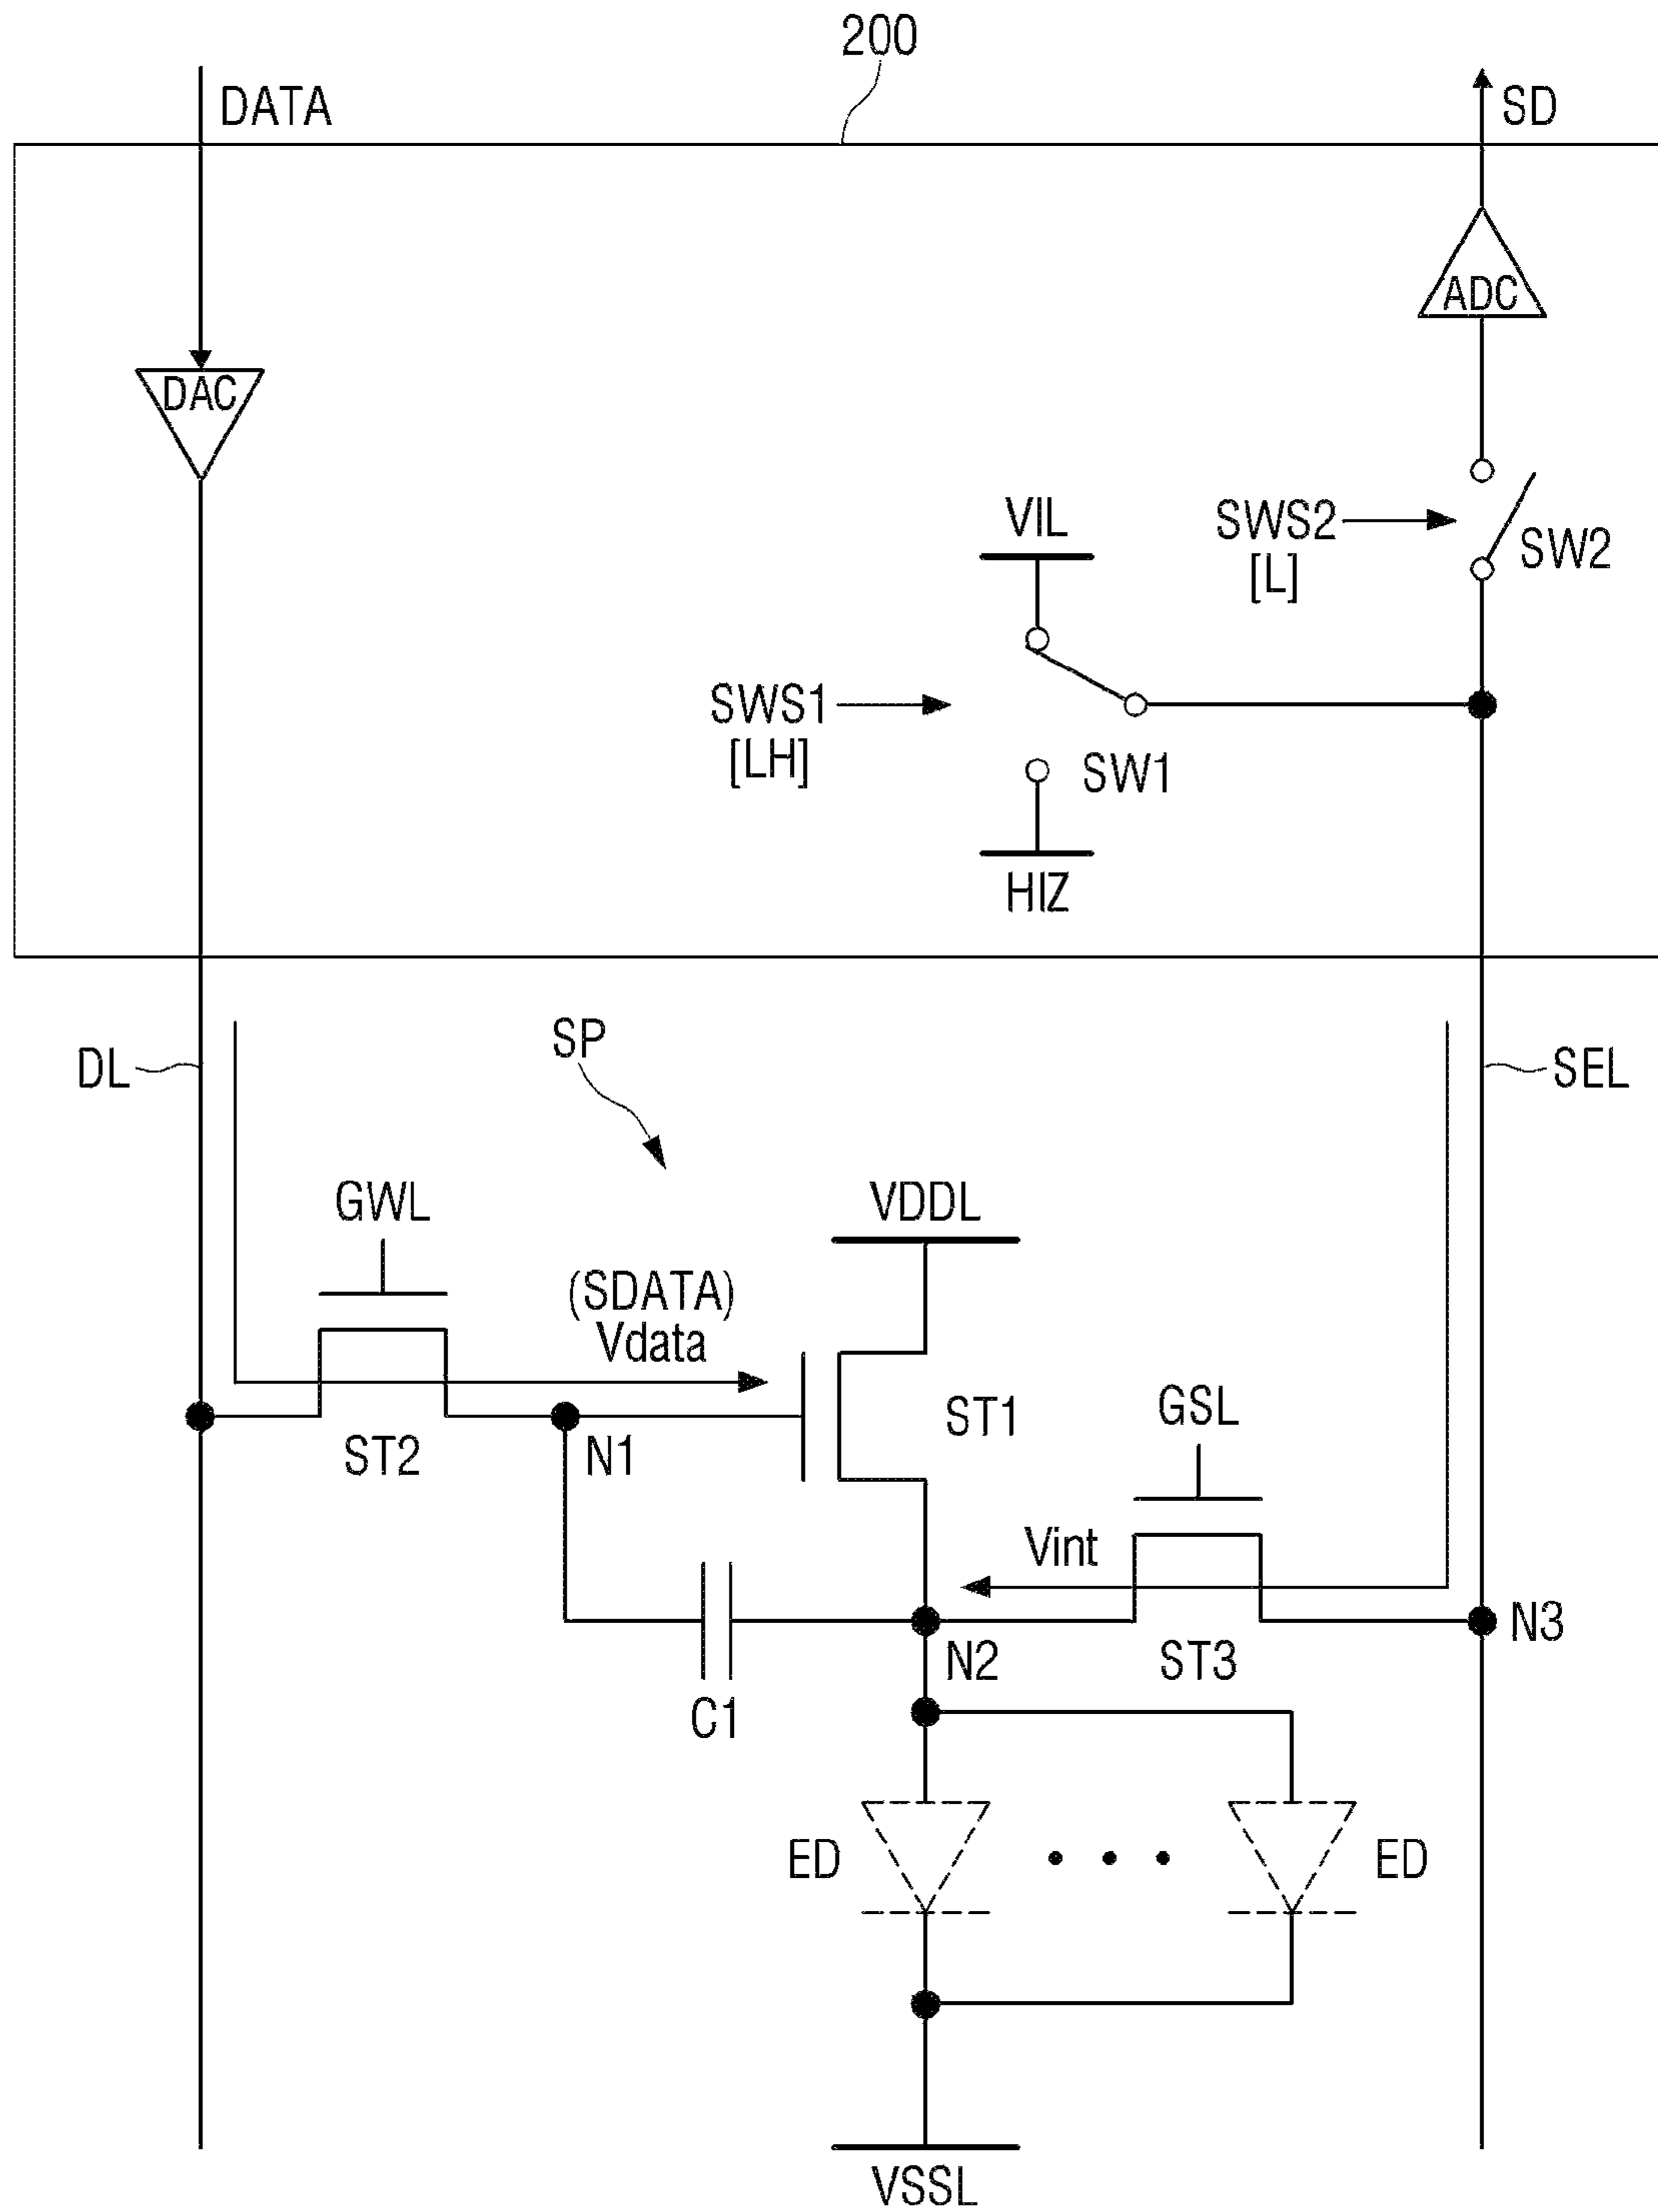 200
DATA
SD
ADC
DAC
VIL
SWS2
[L]
SW2
SWS1
[LH]
SW1
HIZ
DL
SP
SEL
GWL
VDDL
(SDATA)
Vdata
GSL
ST1
ST2
N1
Vint
N2
ST3
N3
C1
ED
ED
VSSL